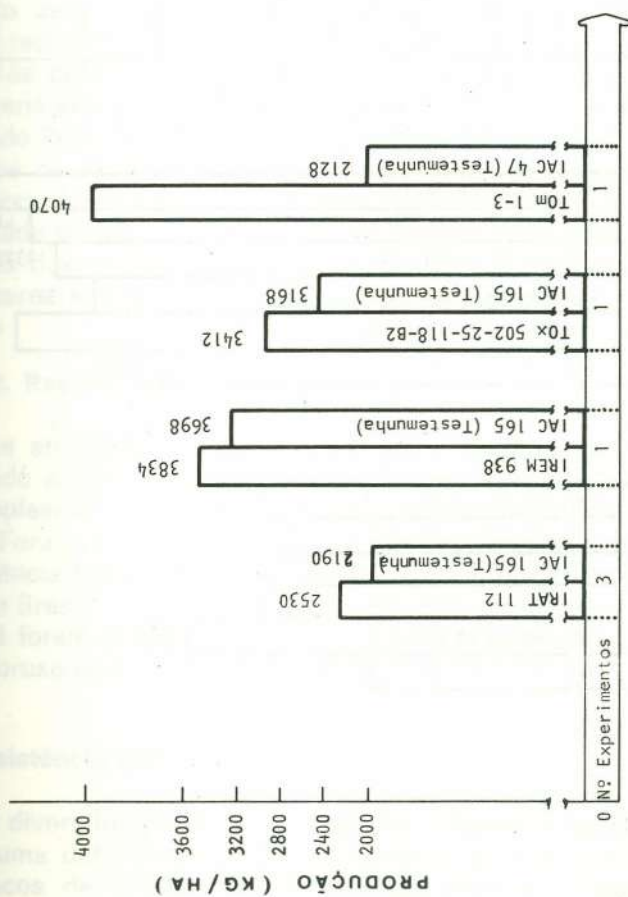 PRODUÇÃO (KG/HA)
4000
3600
3200
2800
2400
2000
0
Nº Experimentos
2530
IRAT 112
2190
IAC 165(Testemunha)
3
3834
IREM 938
3698
IAC 165 (Testemunha)
1
3412
TOx 502-25-118-B2
3168
IAC 165 (Testemunha)
1
4070
TOm 1-3
2128
IAC 47 (Testemunha)
1